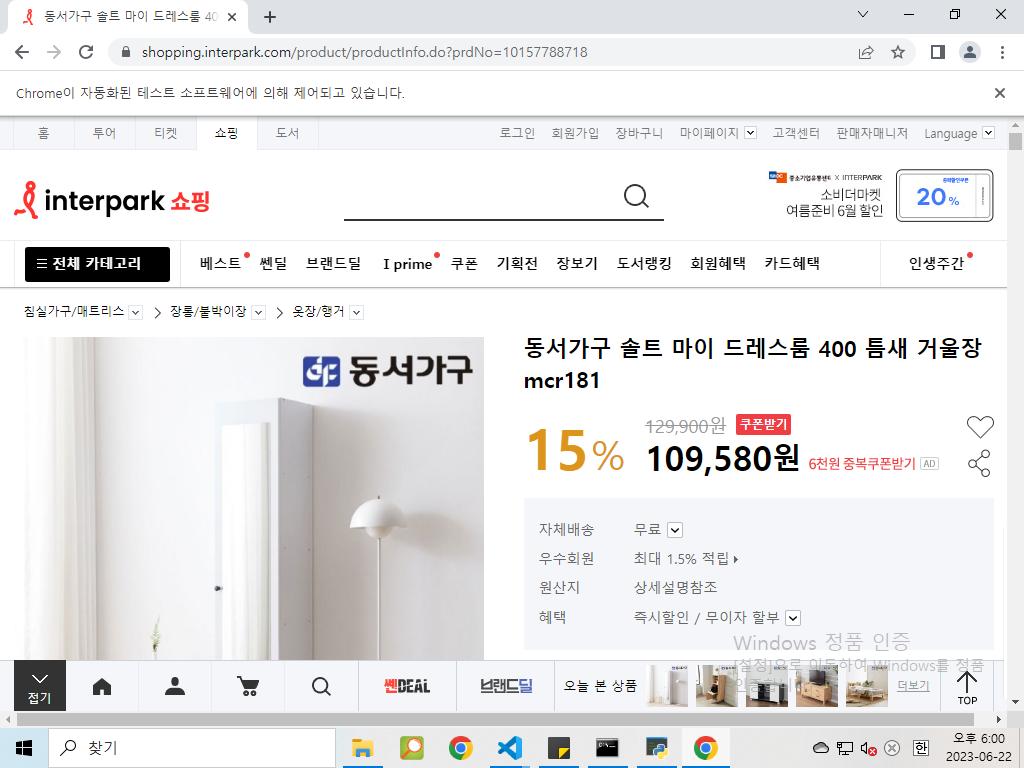 동서가구 솔트 마이 드레스룸 40
shopping.interpark.com/product/productInfo.do?prdNo=10157788718
Chrome이 자동화된 테스트 소프트웨어에 의해 제어되고 있습니다.
홈 투어 티켓 쇼핑 도서 로그인 회원가입 장바구니 마이페이지 고객센터 판매자매니저 Language
interpark 쇼핑
중소기업유통센터 X INTERPARK
소비더마켓
여름준비 6월 할인
20%
전체 카테고리 베스트 쎈딜 브랜드딜 I prime 쿠폰 기획전 장보기 도서랭킹 회원혜택 카드혜택 인생주간
침실가구/매트리스 장롱/붙박이장 옷장/행거
동서가구
동서가구 솔트 마이 드레스룸 400 틈새 거울장
mcr181
129,900원 쿠폰받기
15% 109,580원 6천원 중복쿠폰받기 AD
자체배송 무료
우수회원 최대 1.5% 적립
원산지 상세설명참조
혜택 즉시할인 / 무이자 할부
Windows 정품 인증
[설정]으로 이동하여 Windows를 정품
인증합니다
접기 쎈DEAL 브랜드딜 오늘 본 상품 더보기 TOP
찾기
오후 6:00
한
2023-06-22